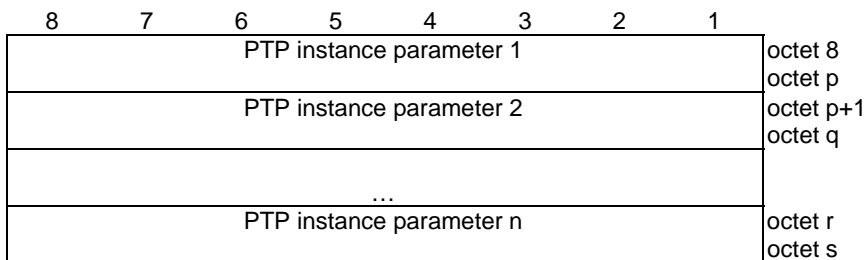 8 7 6 5 4 3 2 1
PTP instance parameter 1 octet 8
octet p
PTP instance parameter 2 octet p+1
octet q
…
PTP instance parameter n octet r
octet s